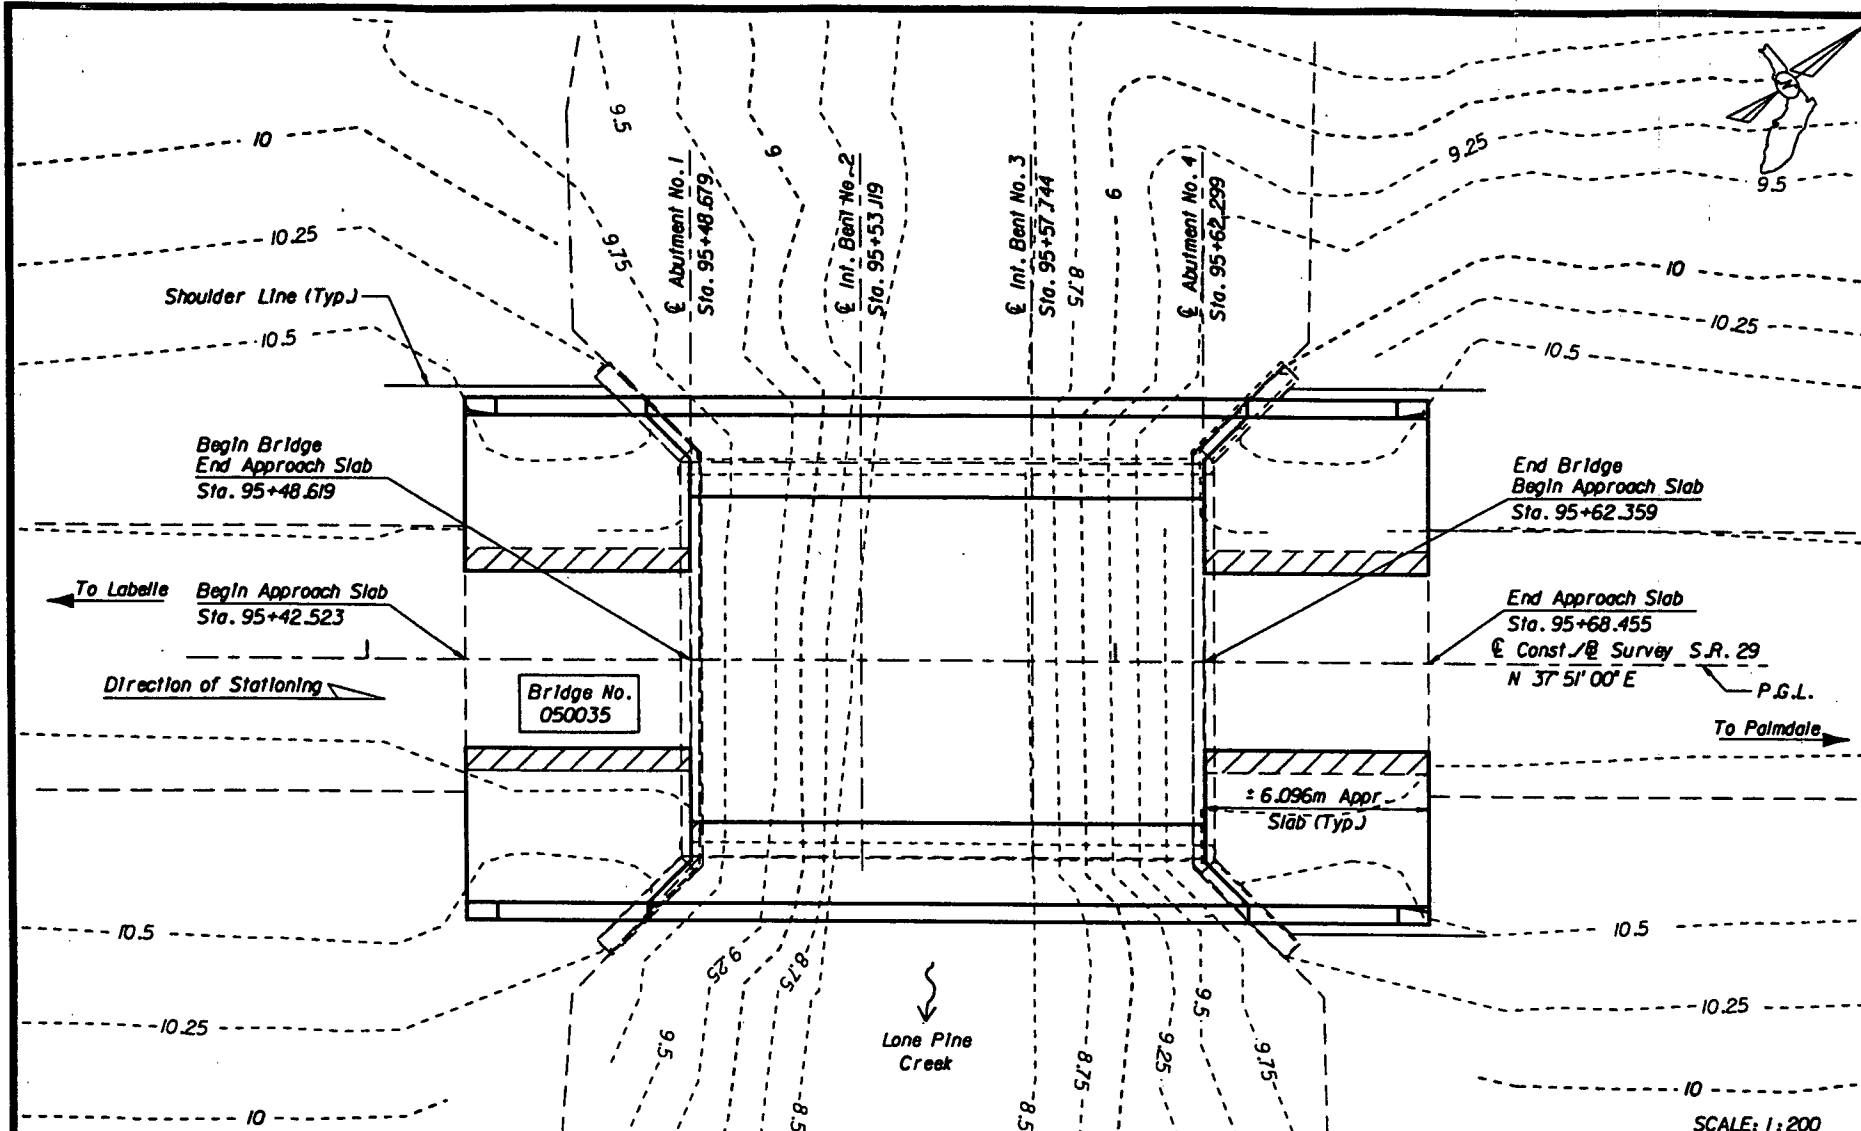 9.5
9
10
9.25
9.5
℄ Abutment No. 1
Sta. 95+48.679
℄ Int. Bent No. 2
Sta. 95+53.119
℄ Int. Bent No. 3
Sta. 95+57.744
℄ Abutment No. 4
Sta. 95+62.299
9
8.75
9.75
10.25
10
Shoulder Line (Typ.)
10.25
10.5
10.5
Begin Bridge
End Approach Slab
Sta. 95+48.619
End Bridge
Begin Approach Slab
Sta. 95+62.359
To Labelle
Begin Approach Slab
Sta. 95+42.523
End Approach Slab
Sta. 95+68.455
℄ Const./ Survey S.R. 29
N 37°51'00" E
P.G.L.
Direction of Stationing
Bridge No.
050035
To Palmdale
± 6.096m Appr.
Slab (Typ.)
10.5
10.5
9.25
8.75
9.5
10.25
10.25
Lone Pine
Creek
9.5
8.75
9.25
9.75
10
10
8.5
8.5
SCALE: 1:200
N